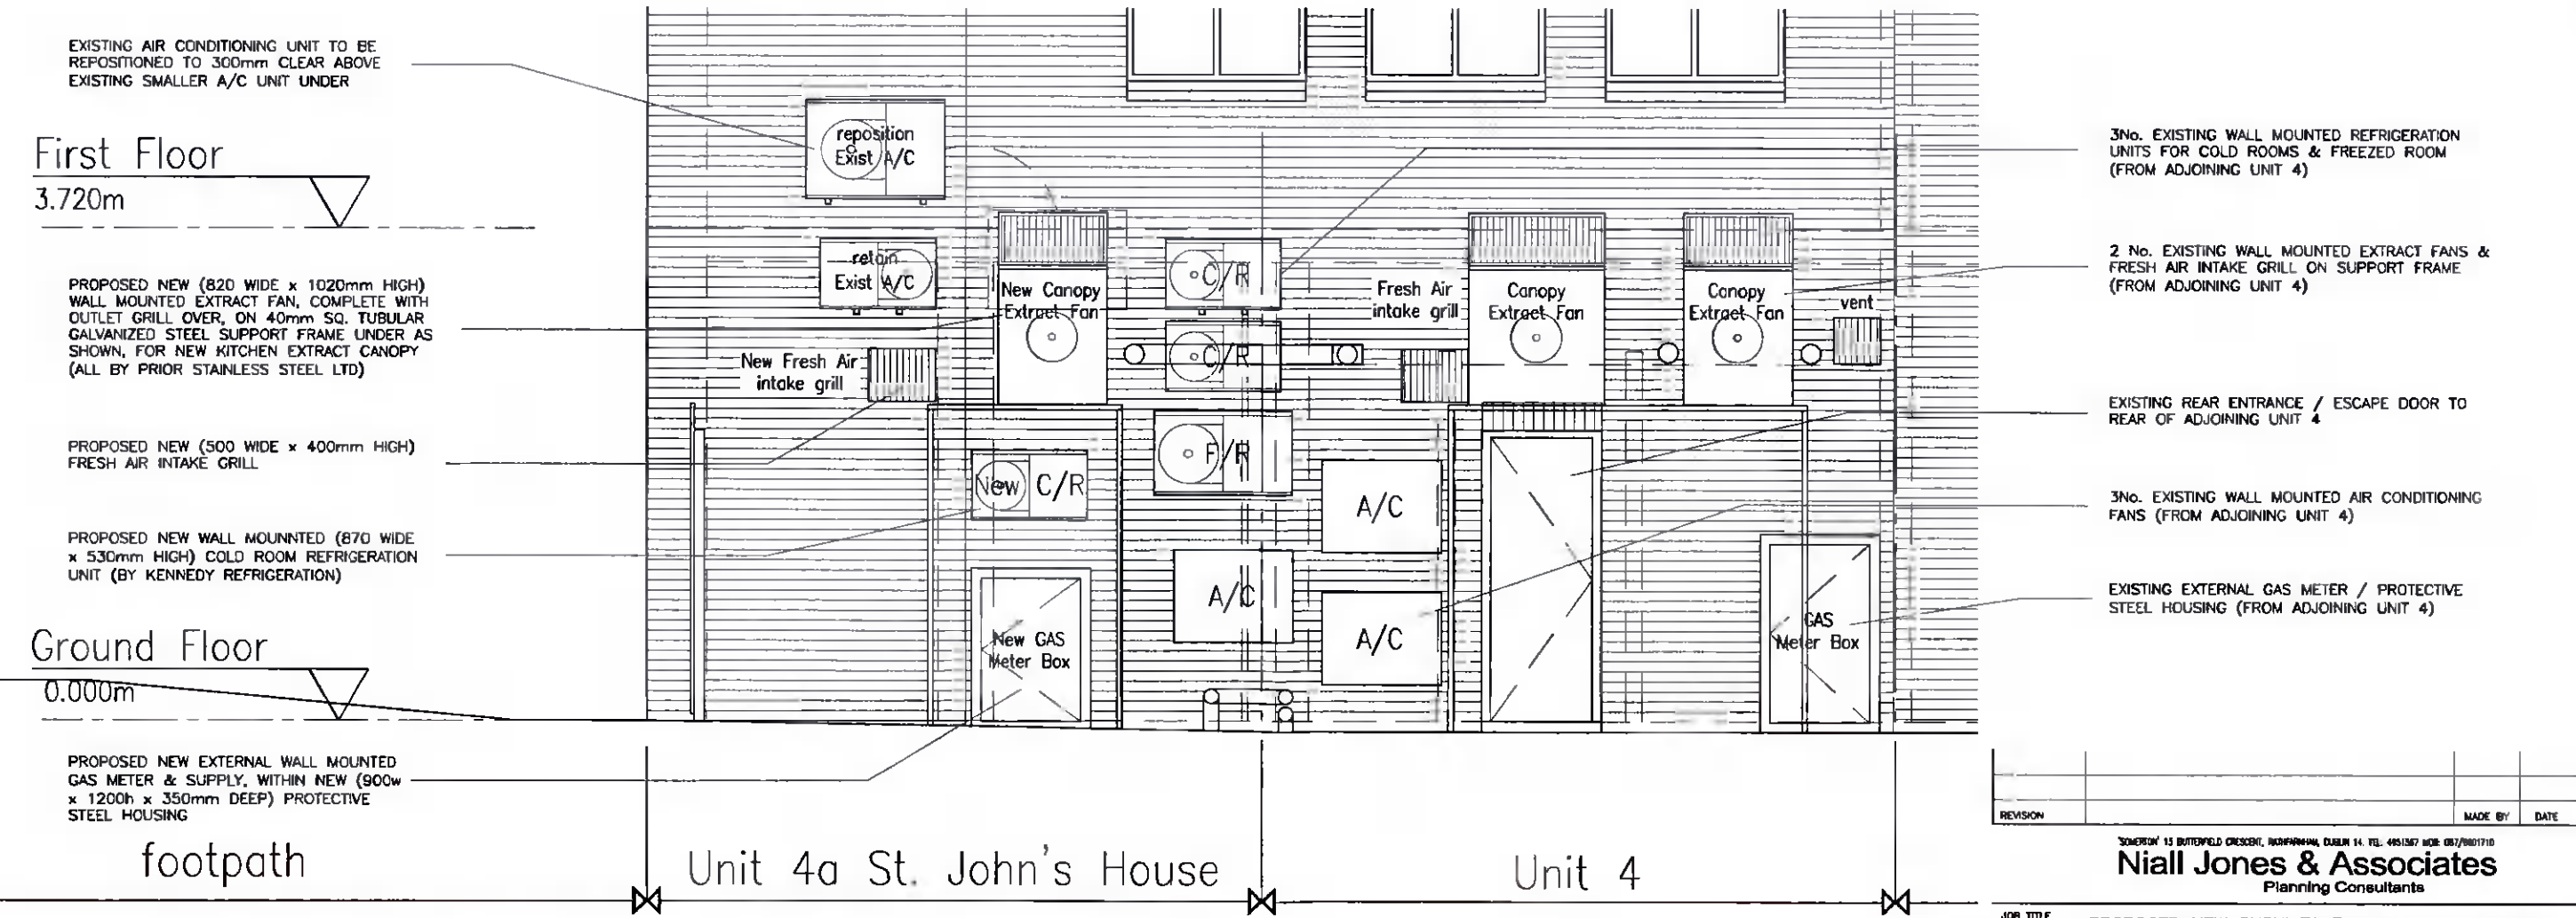 EXISTING AIR CONDITIONING UNIT TO BE
REPOSITIONED TO 300mm CLEAR ABOVE
EXISTING SMALLER A/C UNIT UNDER
First Floor
3.720m
PROPOSED NEW (820 WIDE x 1020mm HIGH)
WALL MOUNTED EXTRACT FAN, COMPLETE WITH
OUTLET GRILL OVER, ON 40mm SQ. TUBULAR
GALVANIZED STEEL SUPPORT FRAME UNDER AS
SHOWN, FOR NEW KITCHEN EXTRACT CANOPY
(ALL BY PRIOR STAINLESS STEEL LTD)
PROPOSED NEW (500 WIDE x 400mm HIGH)
FRESH AIR INTAKE GRILL
PROPOSED NEW WALL MOUNNTED (870 WIDE
x 530mm HIGH) COLD ROOM REFRIGERATION
UNIT (BY KENNEDY REFRIGERATION)
Ground Floor
0.000m
PROPOSED NEW EXTERNAL WALL MOUNTED
GAS METER & SUPPLY, WITHIN NEW (900w
x 1200h x 350mm DEEP) PROTECTIVE
STEEL HOUSING
footpath
reposition
Exist A/C
retain
Exist A/C
New Canopy
Extract Fan
New Fresh Air
intake grill
C/R
C/R
F/R
New C/R
New GAS
Meter Box
A/C
A/C
A/C
Fresh Air
intake grill
Canopy
Extract Fan
Canopy
Extract Fan
vent
GAS
Meter Box
Unit 4a St. John's House
Unit 4
3No. EXISTING WALL MOUNTED REFRIGERATION
UNITS FOR COLD ROOMS & FREEZED ROOM
(FROM ADJOINING UNIT 4)
2 No. EXISTING WALL MOUNTED EXTRACT FANS &
FRESH AIR INTAKE GRILL ON SUPPORT FRAME
(FROM ADJOINING UNIT 4)
EXISTING REAR ENTRANCE / ESCAPE DOOR TO
REAR OF ADJOINING UNIT 4
3No. EXISTING WALL MOUNTED AIR CONDITIONING
FANS (FROM ADJOINING UNIT 4)
EXISTING EXTERNAL GAS METER / PROTECTIVE
STEEL HOUSING (FROM ADJOINING UNIT 4)
REVISION MADE BY DATE
15 BUTTERFIELD CRESCENT, DUBLIN 14. TEL:
Niall Jones & Associates
Planning Consultants
JOB TITLE